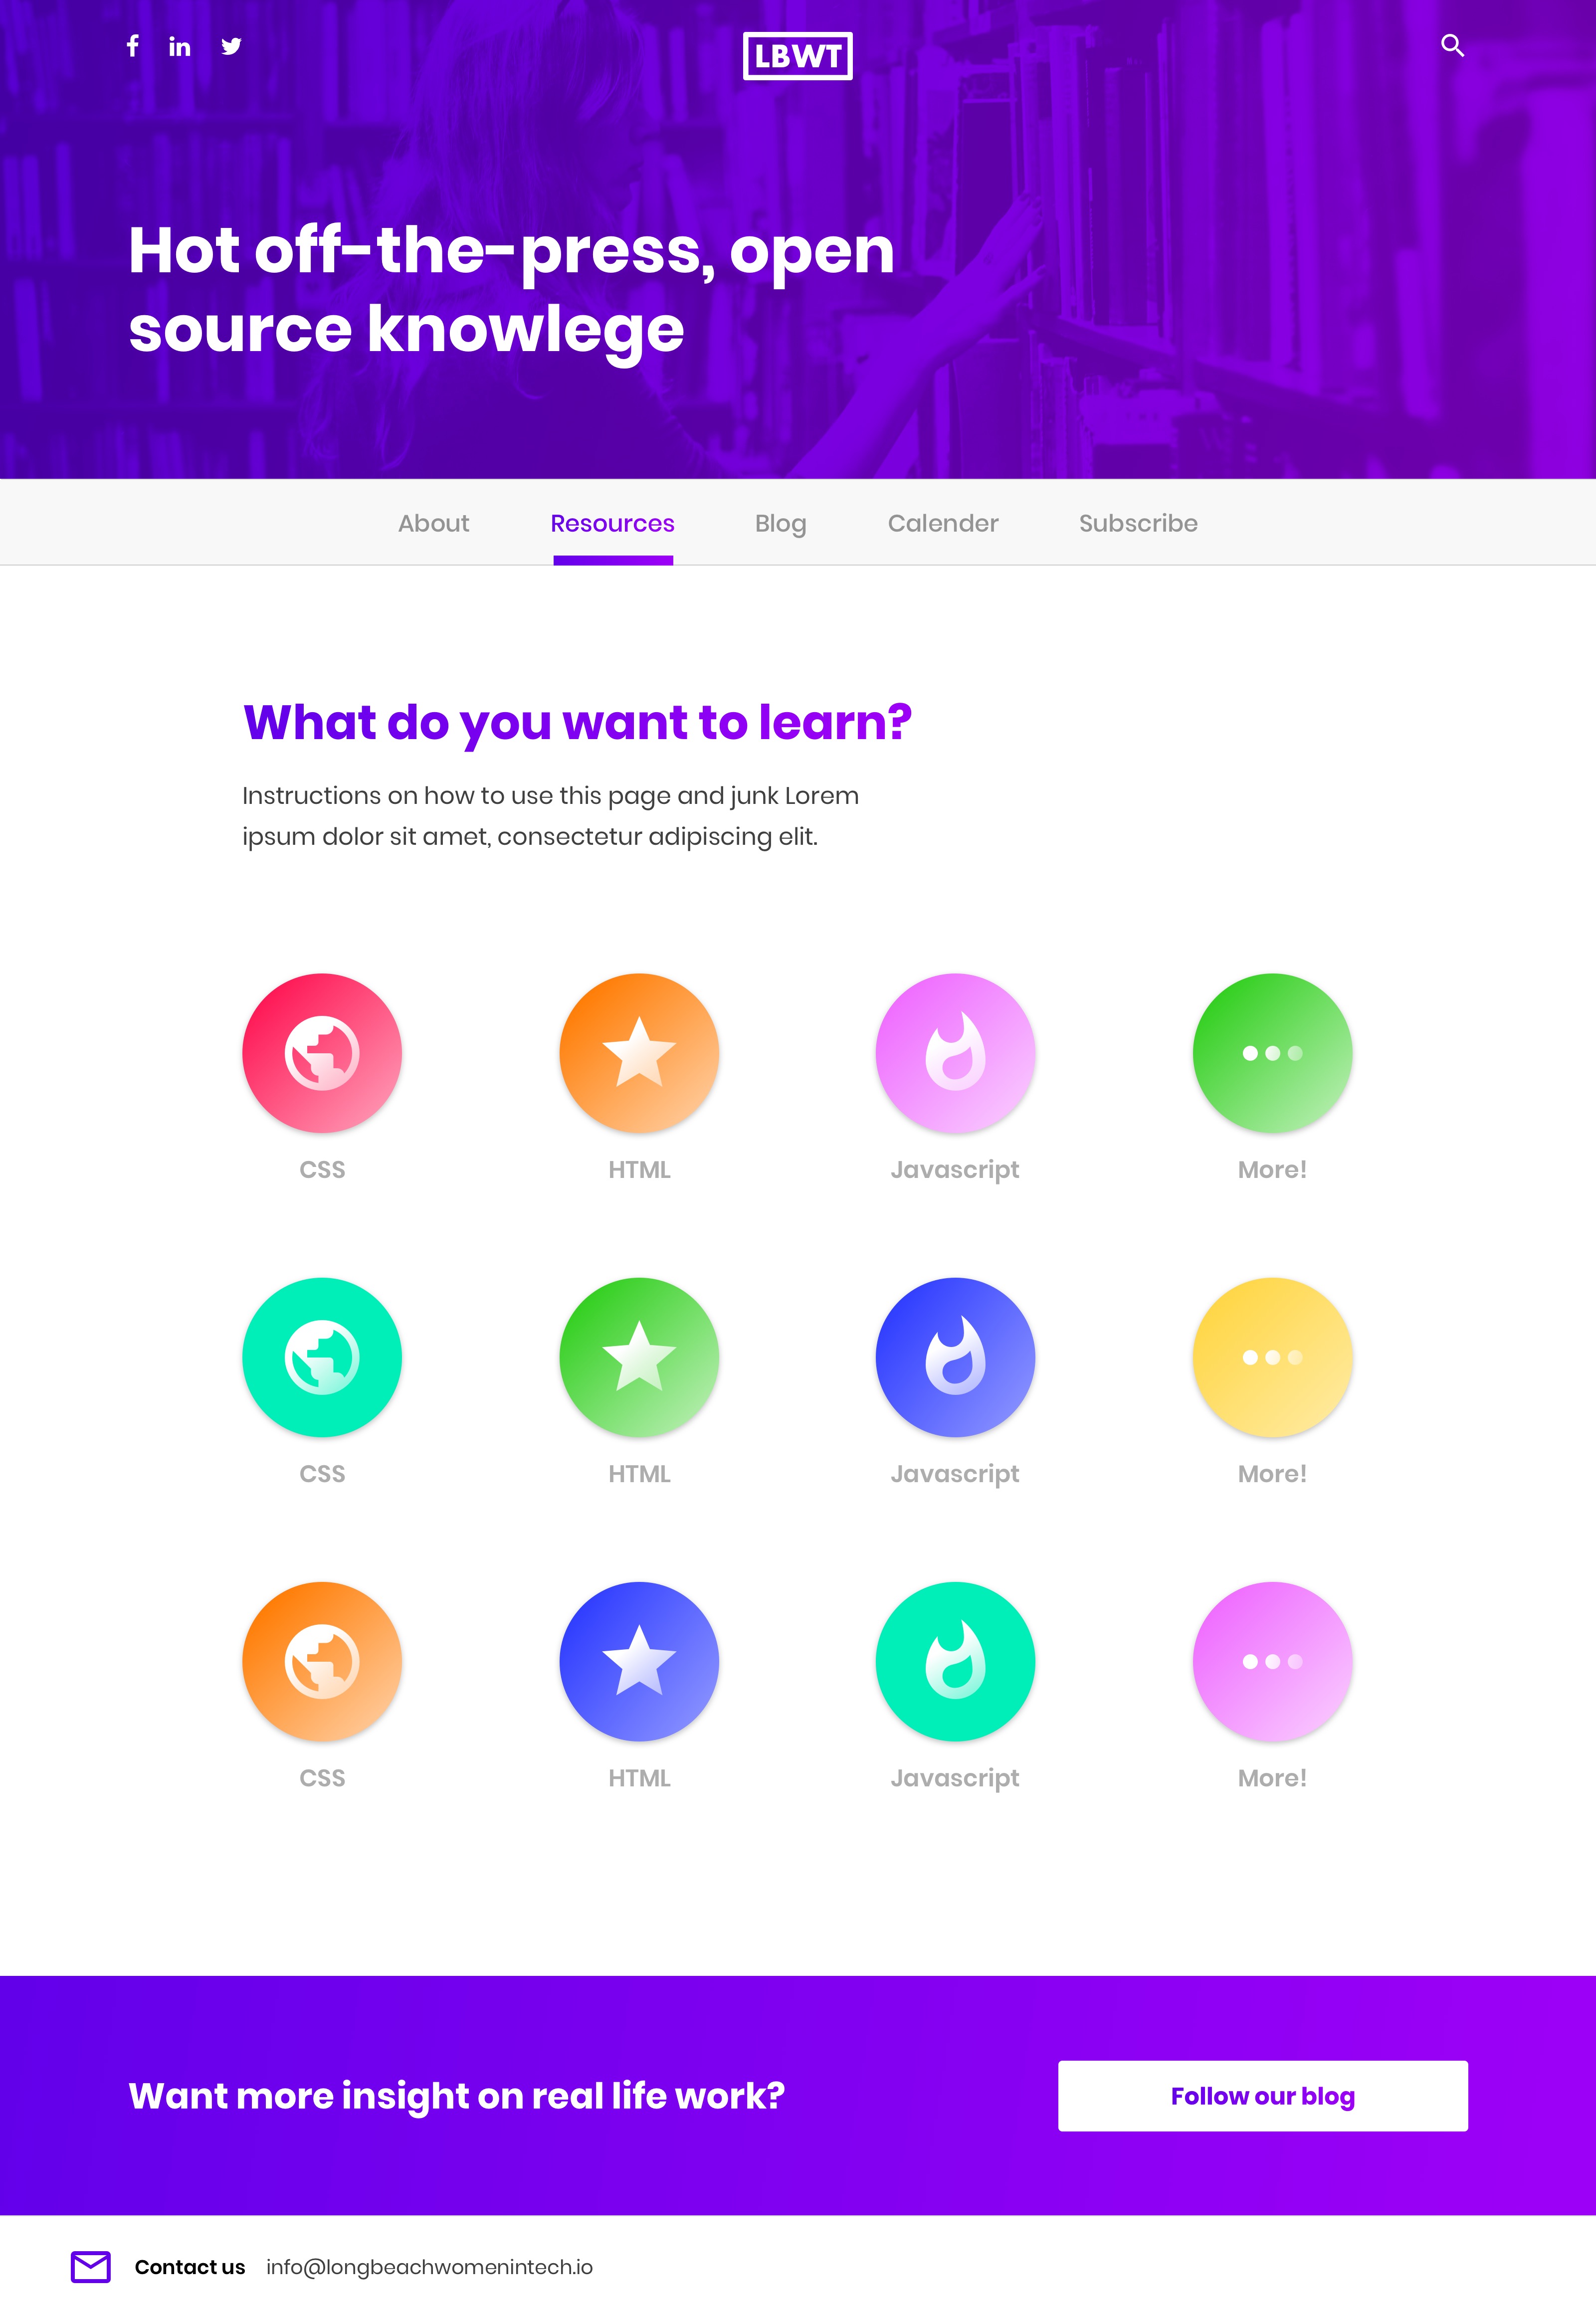 f in
LBWT
Hot off-the-press, open
source knowlege
About Resources Blog Calender Subscribe
What do you want to learn?
Instructions on how to use this page and junk Lorem
ipsum dolor sit amet, consectetur adipiscing elit.
CSS HTML Javascript More!
CSS HTML Javascript More!
CSS HTML Javascript More!
Want more insight on real life work? Follow our blog
Contact us info@longbeachwomenintech.io